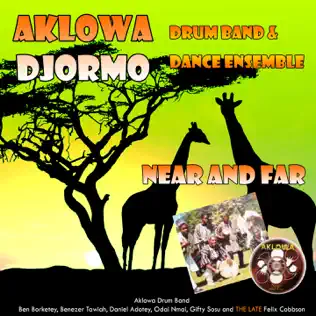 AKLOWA
DRUM BAND &
DJORMO
DANCE ENSEMBLE
NEAR AND FAR
AKLOWA
Aklowa Drum Band
Ben Borketey, Benezer Tawiah, Daniel Adotey, Odai Nmai, Gifty Sosu and THE LATE Felix Cobbson